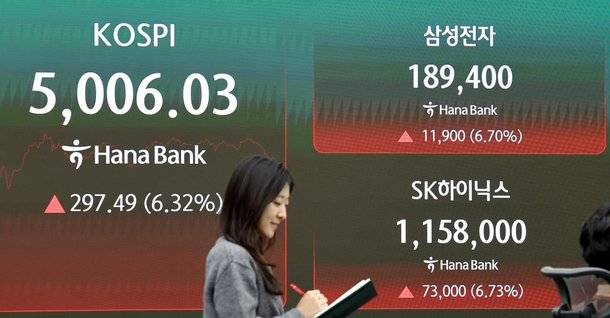 KOSPI
5,006.03
Hana Bank
▲ 297.49 (6.32%)
삼성전자
189,400
Hana Bank
▲ 11,900 (6.70%)
SK하이닉스
1,158,000
Hana Bank
▲ 73,000 (6.73%)